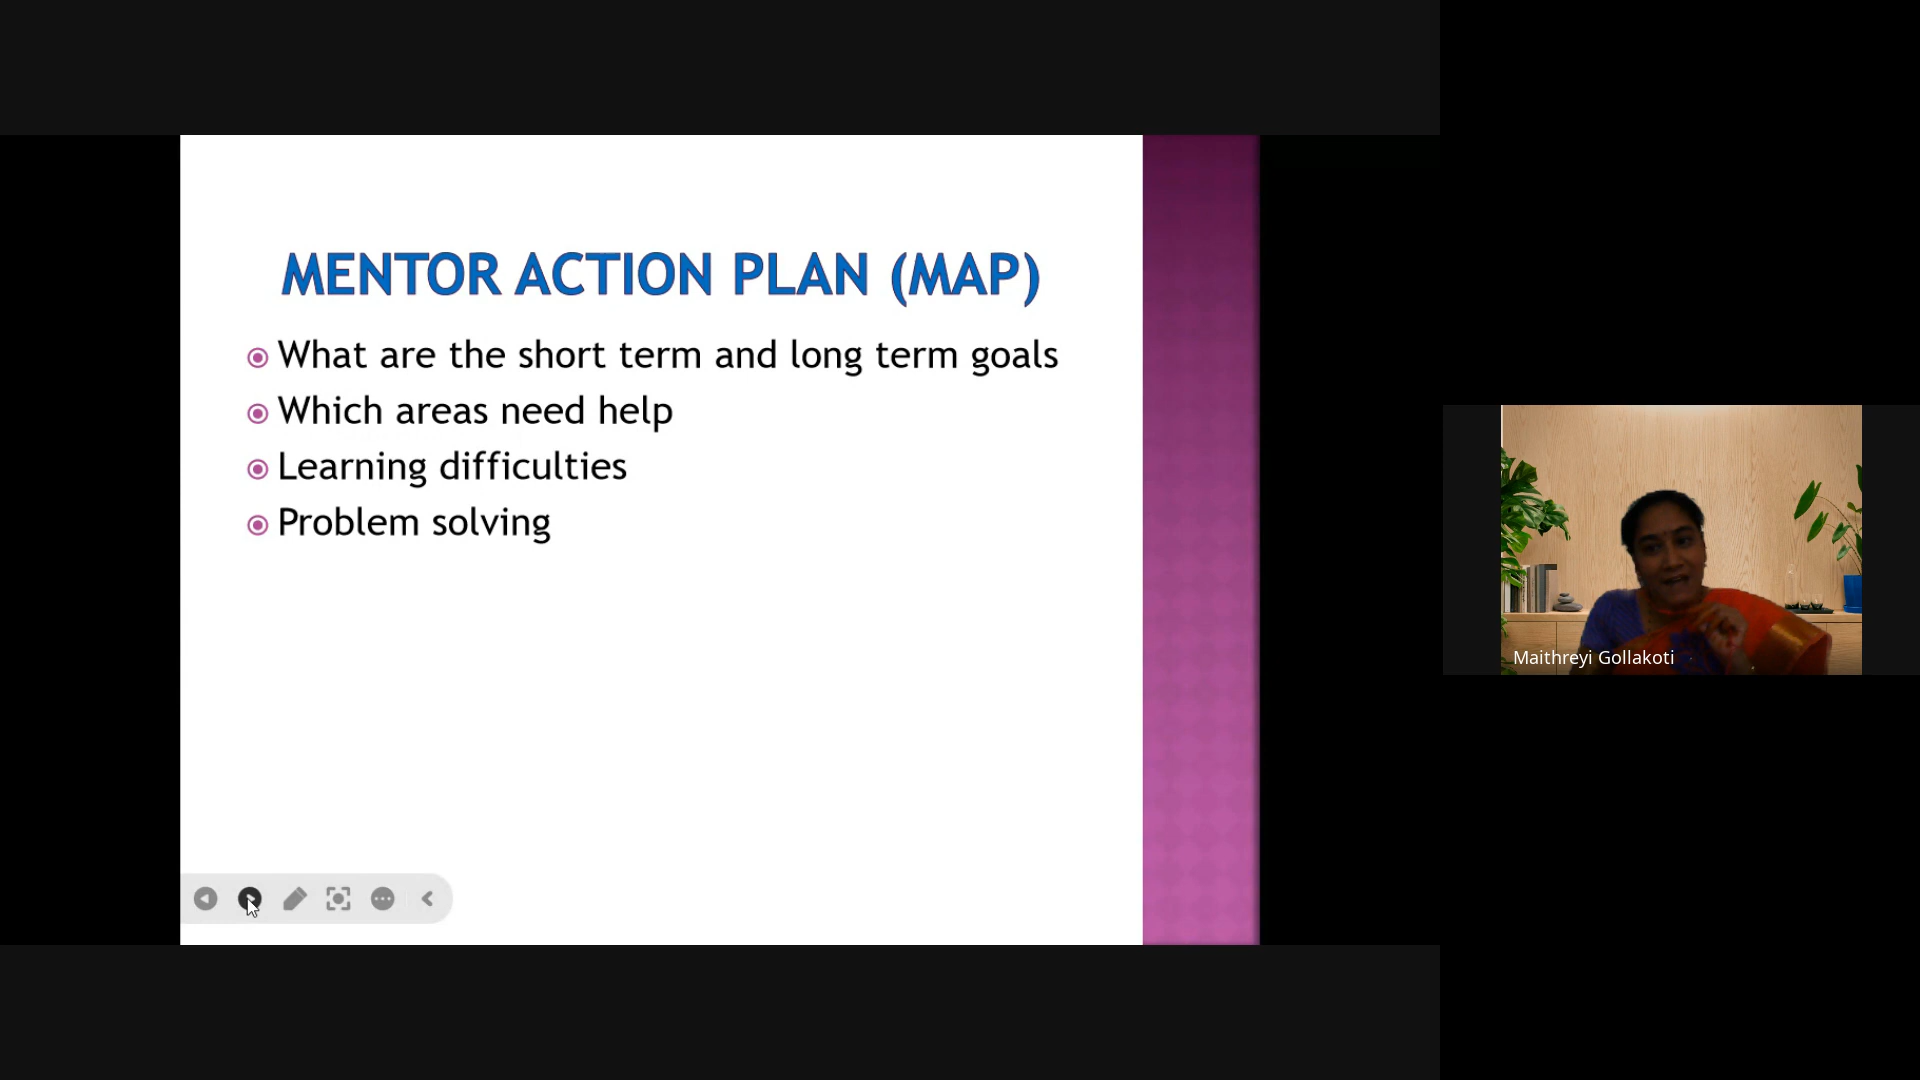 MENTOR ACTION PLAN (MAP)
What are the short term and long term goals
Which areas need help
Learning difficulties
Problem solving
Maithreyi Gollakoti